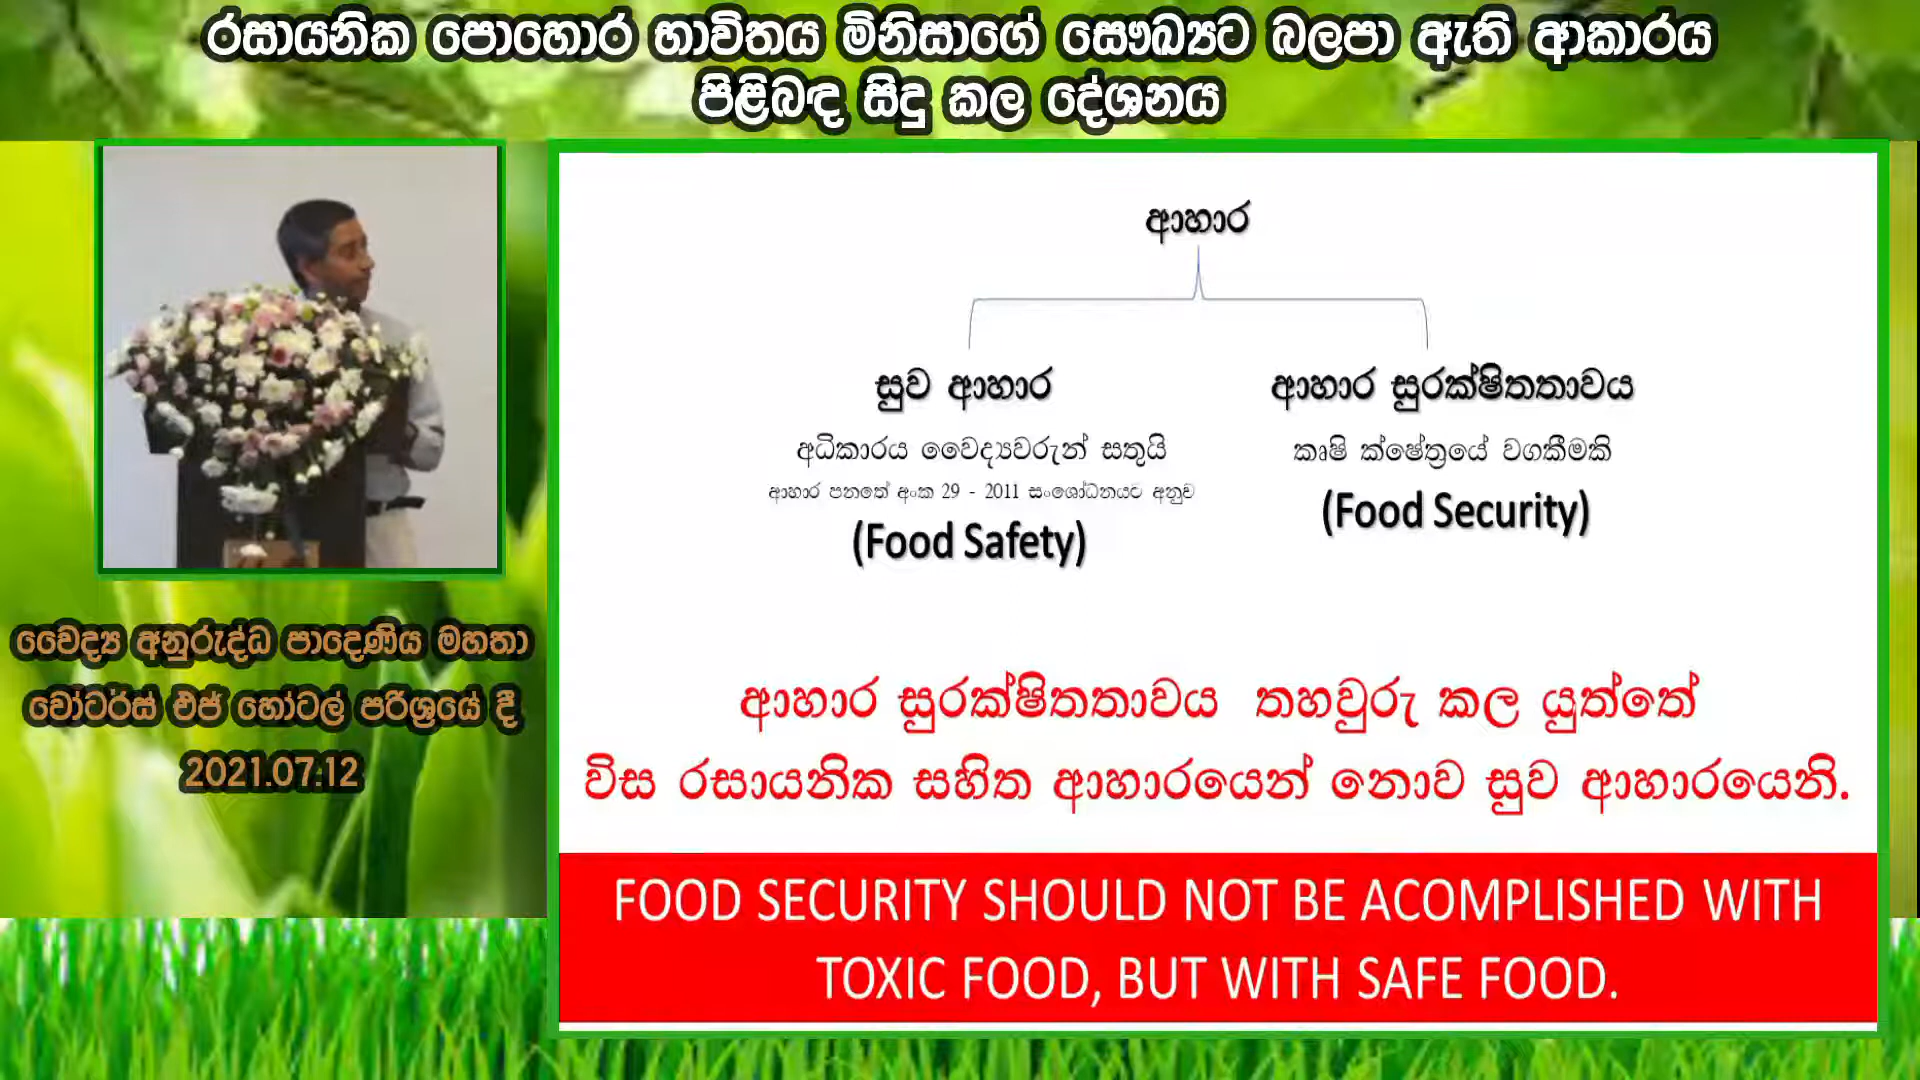 රසායනික පොහොර භාවිතය මිනිසාගේ සෞඛ්‍යට බලපා ඇති ආකාරය
පිළිබඳ සිදු කල දේශනය
ආහාර
සුව ආහාර
අධිකාරය වෛද්‍යවරුන් සතුයි
ආහාර පනතේ අංක 29 - 2011 සංශෝධනයට අනුව
(Food Safety)
ආහාර සුරක්ෂිතතාවය
කෘෂි ක්ෂේත්‍රයේ වගකීමකි
(Food Security)
ආහාර සුරක්ෂිතතාවය තහවුරු කල යුත්තේ
විස රසායනික සහිත ආහාරයෙන් නොව සුව ආහාරයෙනි.
FOOD SECURITY SHOULD NOT BE ACOMPLISHED WITH
TOXIC FOOD, BUT WITH SAFE FOOD.
වෛද්‍ය අනුරුද්ධ පාදෙණිය මහතා
වෝටර්ස් එජ් හෝටල් පරිශ්‍රයේ දී
2021.07.12